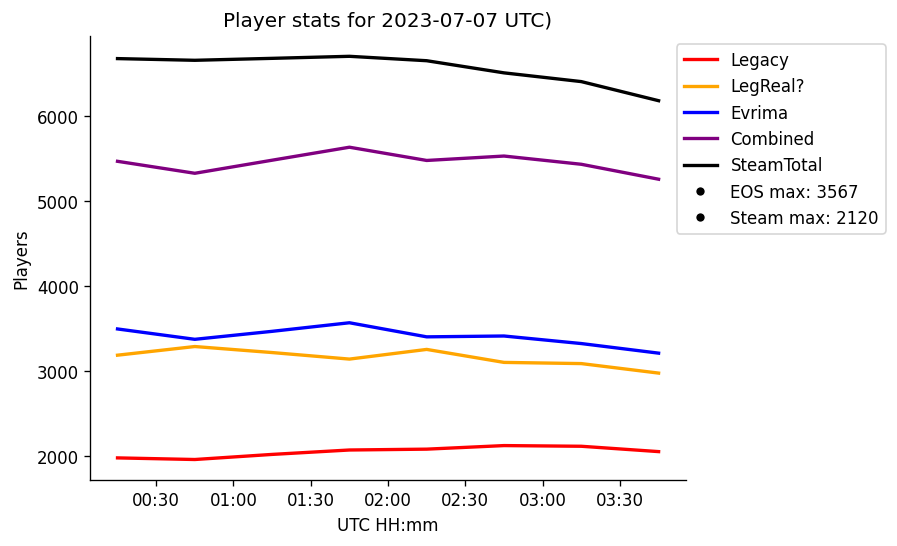 Player stats for 2023-07-07 UTC)
Legacy
LegReal?
Evrima
Combined
SteamTotal
EOS max: 3567
Steam max: 2120
Players
6000
5000
4000
3000
2000
00:30 01:00 01:30 02:00 02:30 03:00 03:30
UTC HH:mm